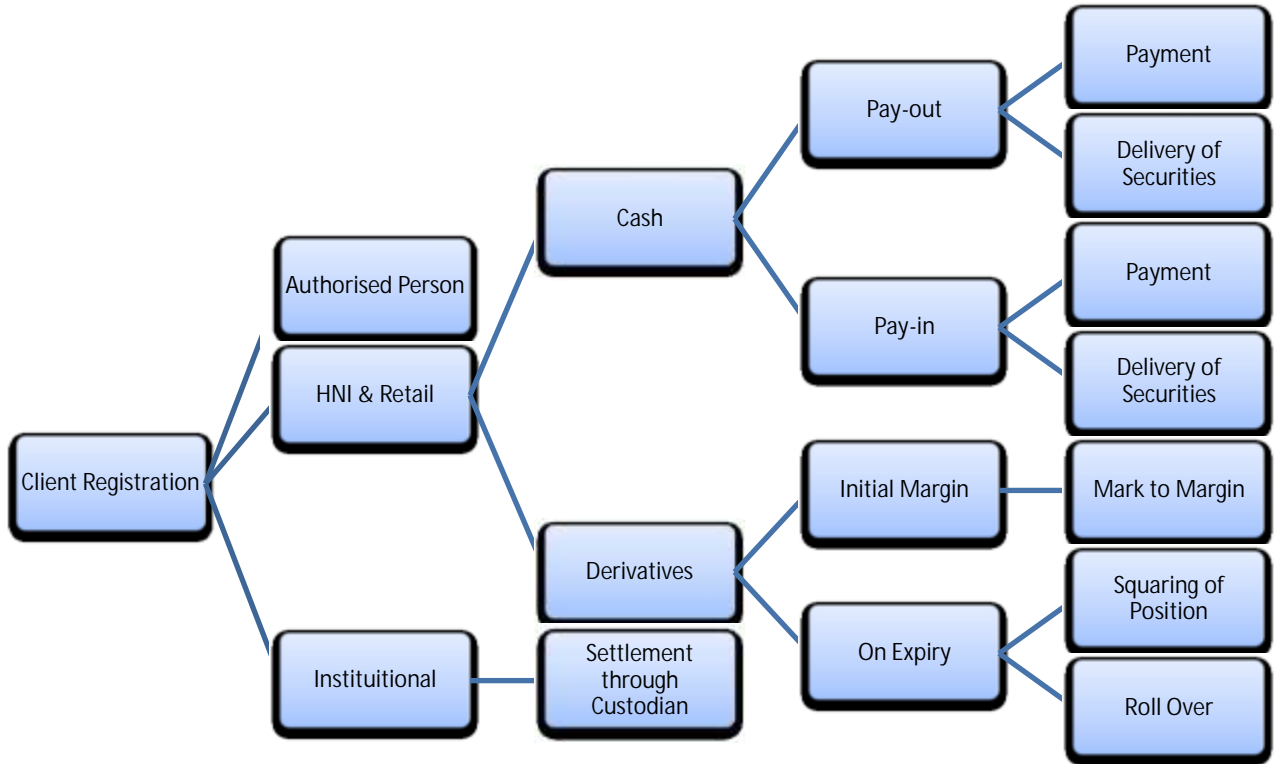 Payment
Pay-out
Delivery of
Securities
Cash
Authorised Person
Payment
Pay-in
HNI & Retail
Delivery of
Securities
Client Registration
Initial Margin
Mark to Margin
Derivatives
Squaring of
Position
On Expiry
Instituitional
Settlement
through
Custodian
Roll Over